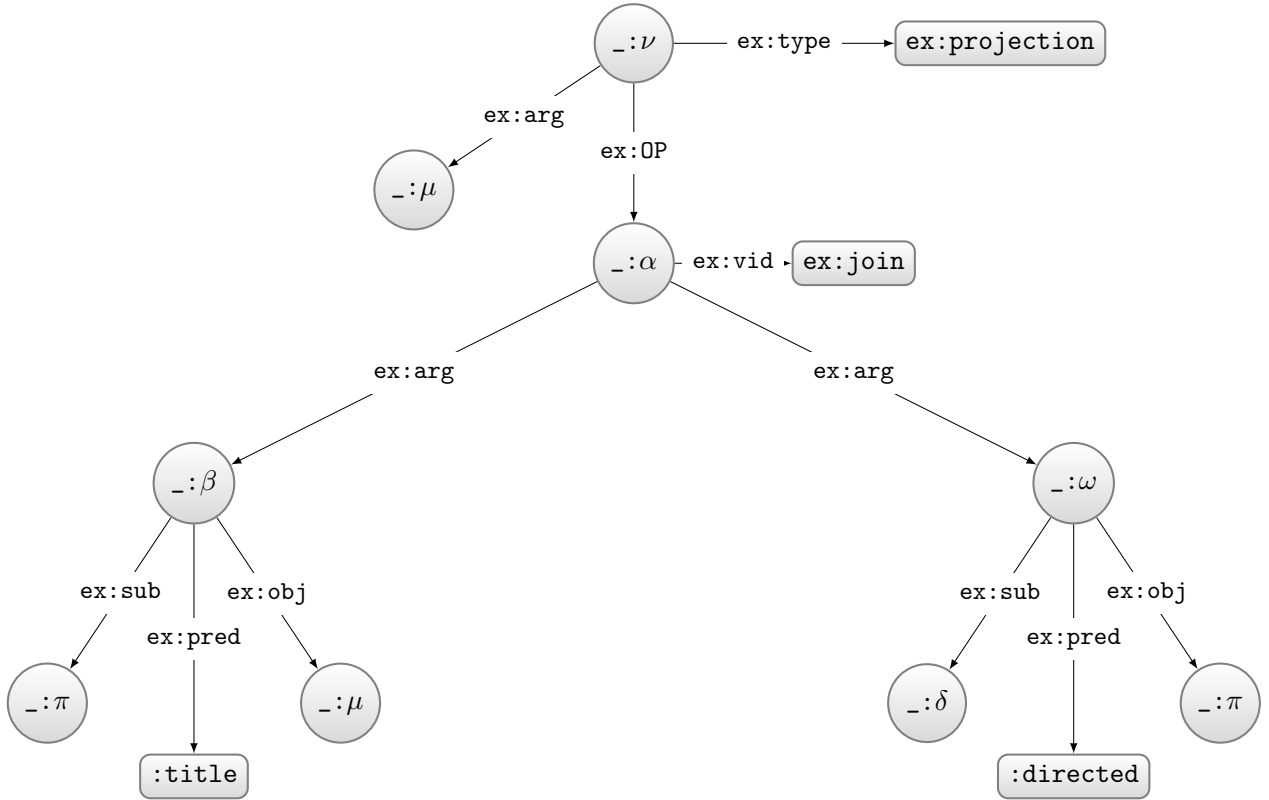 _:ν ex:type ex:projection
ex:arg
ex:OP
_:μ
_:α ex:vid ex:join
ex:arg ex:arg
_:β _:ω
ex:sub ex:obj ex:sub ex:obj
ex:pred ex:pred
_:π _:μ _:δ _:π
:title :directed